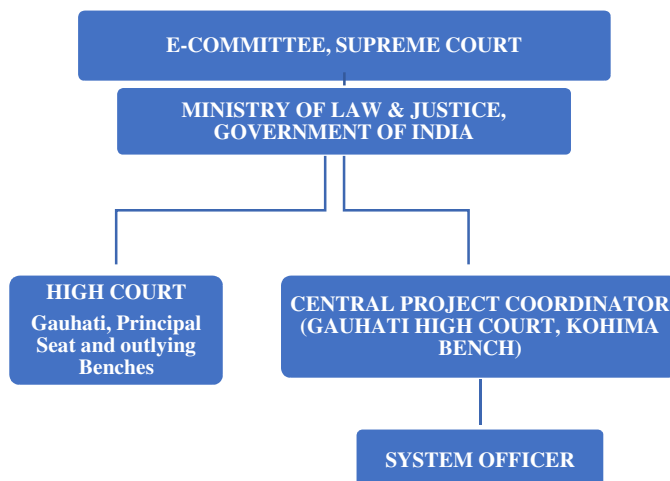 E-COMMITTEE, SUPREME COURT
MINISTRY OF LAW & JUSTICE,
GOVERNMENT OF INDIA
HIGH COURT
Gauhati, Principal
Seat and outlying
Benches
CENTRAL PROJECT COORDINATOR
(GAUHATI HIGH COURT, KOHIMA
BENCH)
SYSTEM OFFICER